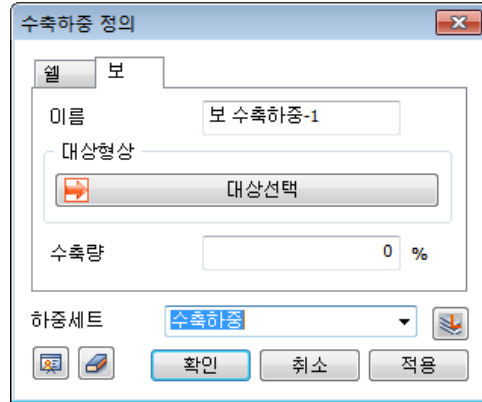 수축하중 정의
쉘 보
이름 보 수축하중-1
대상형상
대상선택
수축량 0 %
하중세트 수축하중
확인 취소 적용